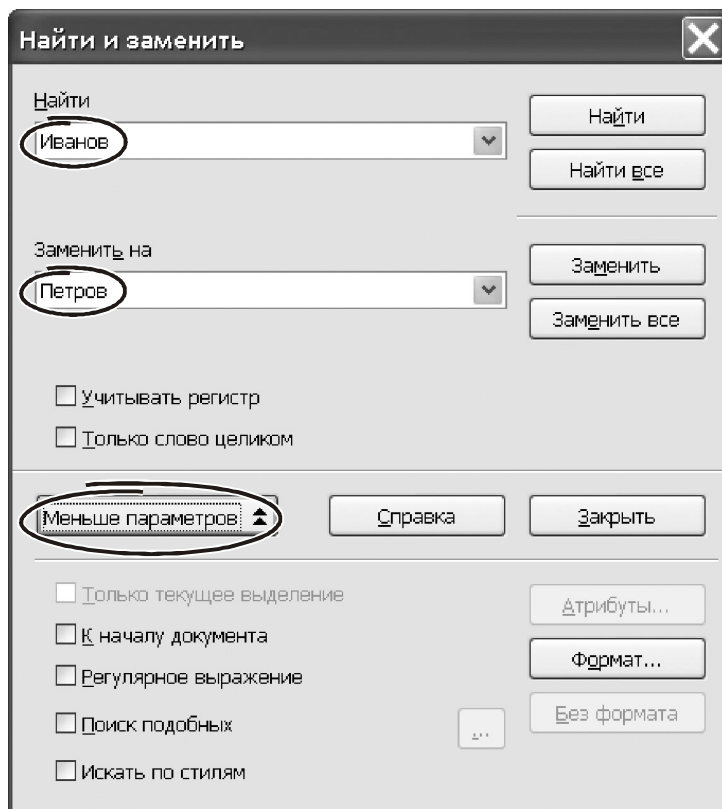 Найти и заменить
Найти
Иванов
Найти
Найти все
Заменить на
Петров
Заменить
Заменить все
Учитывать регистр
Только слово целиком
Меньше параметров
Справка
Закрыть
Только текущее выделение
Атрибуты...
К началу документа
Регулярное выражение
Формат...
Поиск подобных
...
Без формата
Искать по стилям